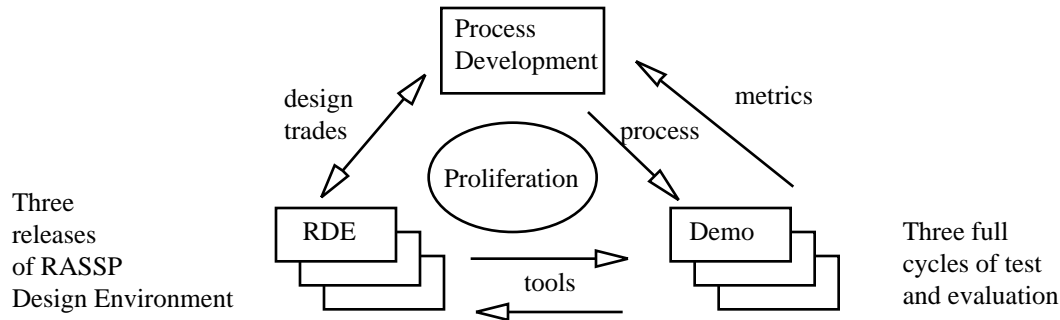 Process
Development
design
trades
metrics
process
Proliferation
Three
releases
of RASSP
Design Environment
RDE
Demo
tools
Three full
cycles of test
and evaluation